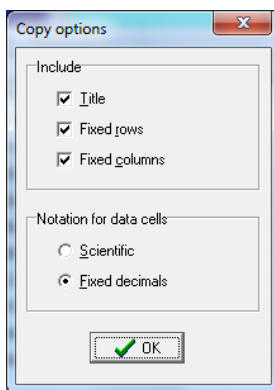 Copy options
Include
Title
Fixed rows
Fixed columns
Notation for data cells
Scientific
Fixed decimals
OK